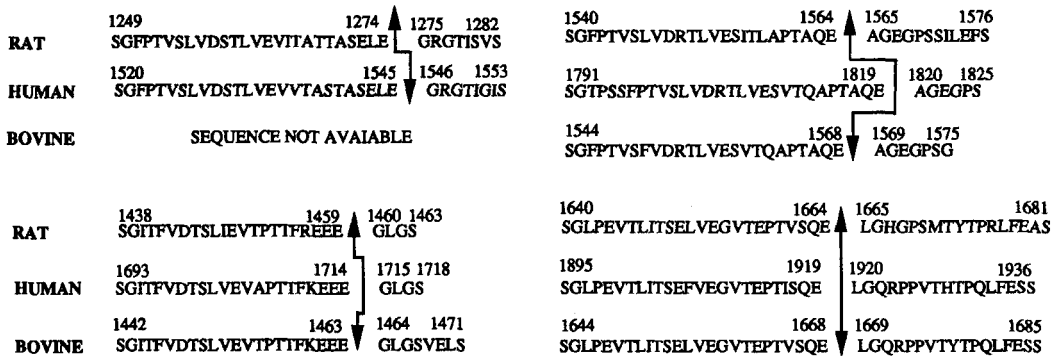 1249 1274 1275 1282
RAT SGFPTVSLVDSTLVEVITATTASELE GRGTISVS
1520 1545 1546 1553
HUMAN SGFPTVSLVDSTLVEVVTASTASELE GRGTIGIS
BOVINE SEQUENCE NOT AVAIABLE
1540 1564 1565 1576
SGFPTVSLVDRTLVESITLAPTAQE AGEGPSSILEFS
1791 1819 1820 1825
SGTPSSFPTVSLVDRTLVESVTQAPTAQE AGEGPS
1544 1568 1569 1575
SGFPTVSFVDRTLVESVTQAPTAQE AGEGPSG
1438 1459 1460 1463
RAT SGITFVDTSLIEVTPTTFREEE GLGS
1693 1714 1715 1718
HUMAN SGITFVDTSLVEVAPTTFKEEE GLGS
1442 1463 1464 1471
BOVINE SGITFVDTSLVEVTPTTFKEEE GLGSVELS
1640 1664 1665 1681
SGLPEVTLITSELVEGVTEPTVSQE LGHGPSMTYTPRLFEAS
1895 1919 1920 1936
SGLPEVTLITSEFVEGVTEPTISQE LGQRPPVTHTPQLFESS
1644 1668 1669 1685
SGLPEVTLITSELVEGVTEPTVSQE LGQRPPVTYTPQLFESS